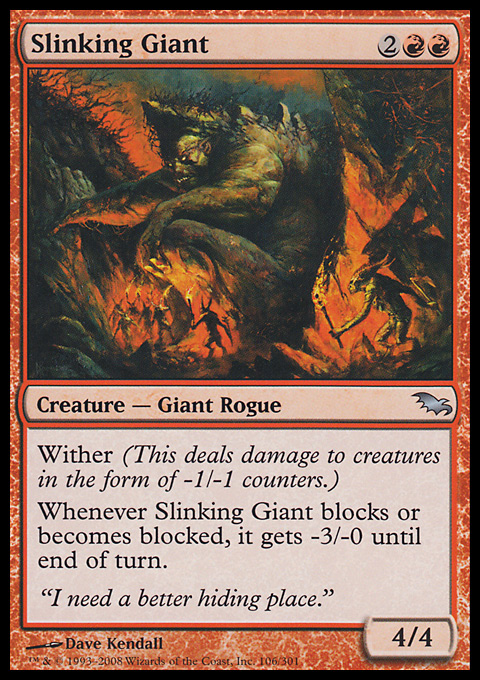 Slinking Giant 2
Creature — Giant Rogue
Wither (This deals damage to creatures
in the form of -1/-1 counters.)
Whenever Slinking Giant blocks or
becomes blocked, it gets -3/-0 until
end of turn.
“I need a better hiding place.”
Dave Kendall
4/4
™ & © 1993–2008 Wizards of the Coast, Inc. 106/301